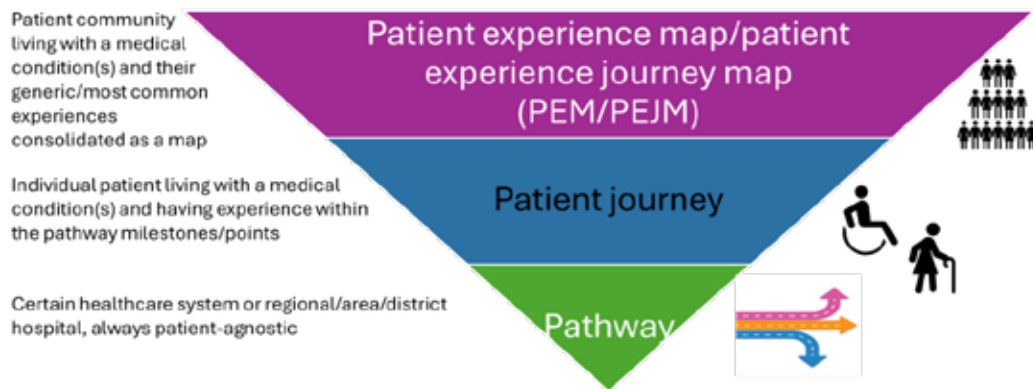 Patient community
living with a medical
condition(s) and their
generic/most common
experiences
consolidated as a map
Patient experience map/patient
experience journey map
(PEM/PEJM)
Individual patient living with a medical
condition(s) and having experience within
the pathway milestones/points
Patient journey
Certain healthcare system or regional/area/district
hospital, always patient-agnostic
Pathway